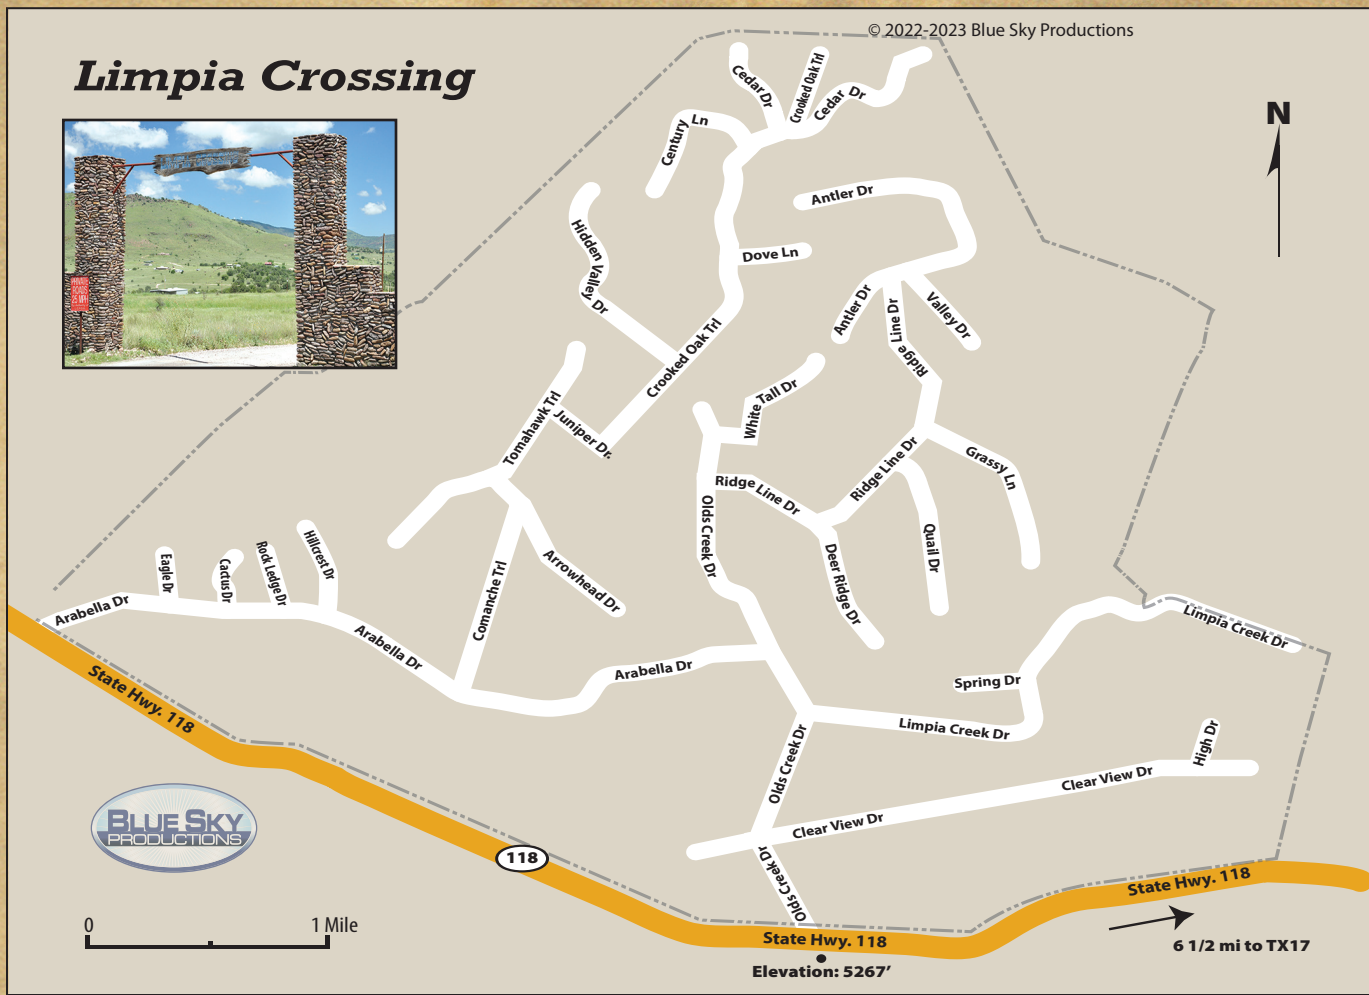 © 2022-2023 Blue Sky Productions
Limpia Crossing
N
PRIVATE
ROADS
25 MPH
Cedar Dr
Crooked Oak Trl
Cedar Dr
Century Ln
Antler Dr
Hidden Valley Dr
Dove Ln
Antler Dr
Ridge Line Dr
Valley Dr
Crooked Oak Trl
Ridge
White Tall Dr
Tomahawk Trl
Juniper Dr.
Ridge Line Dr
Grassy Ln
Ridge Line Dr
Olds Creek Dr
Quail Dr
Deer Ridge Dr
Eagle Dr
Cactus Dr
Rock Ledge Dr
Hillcrest Dr
Arrowhead Dr
Comanche Trl
Arabella Dr
Arabella Dr
Arabella Dr
Limpia Creek Dr
Spring Dr
Limpia Creek Dr
State Hwy. 118
Olds Creek Dr
High Dr
Clear View Dr
Clear View Dr
BLUE SKY
PRODUCTIONS
118
Olds Creek Dr
State Hwy. 118
State Hwy. 118
0 1 Mile
6 1/2 mi to TX17
Elevation: 5267’